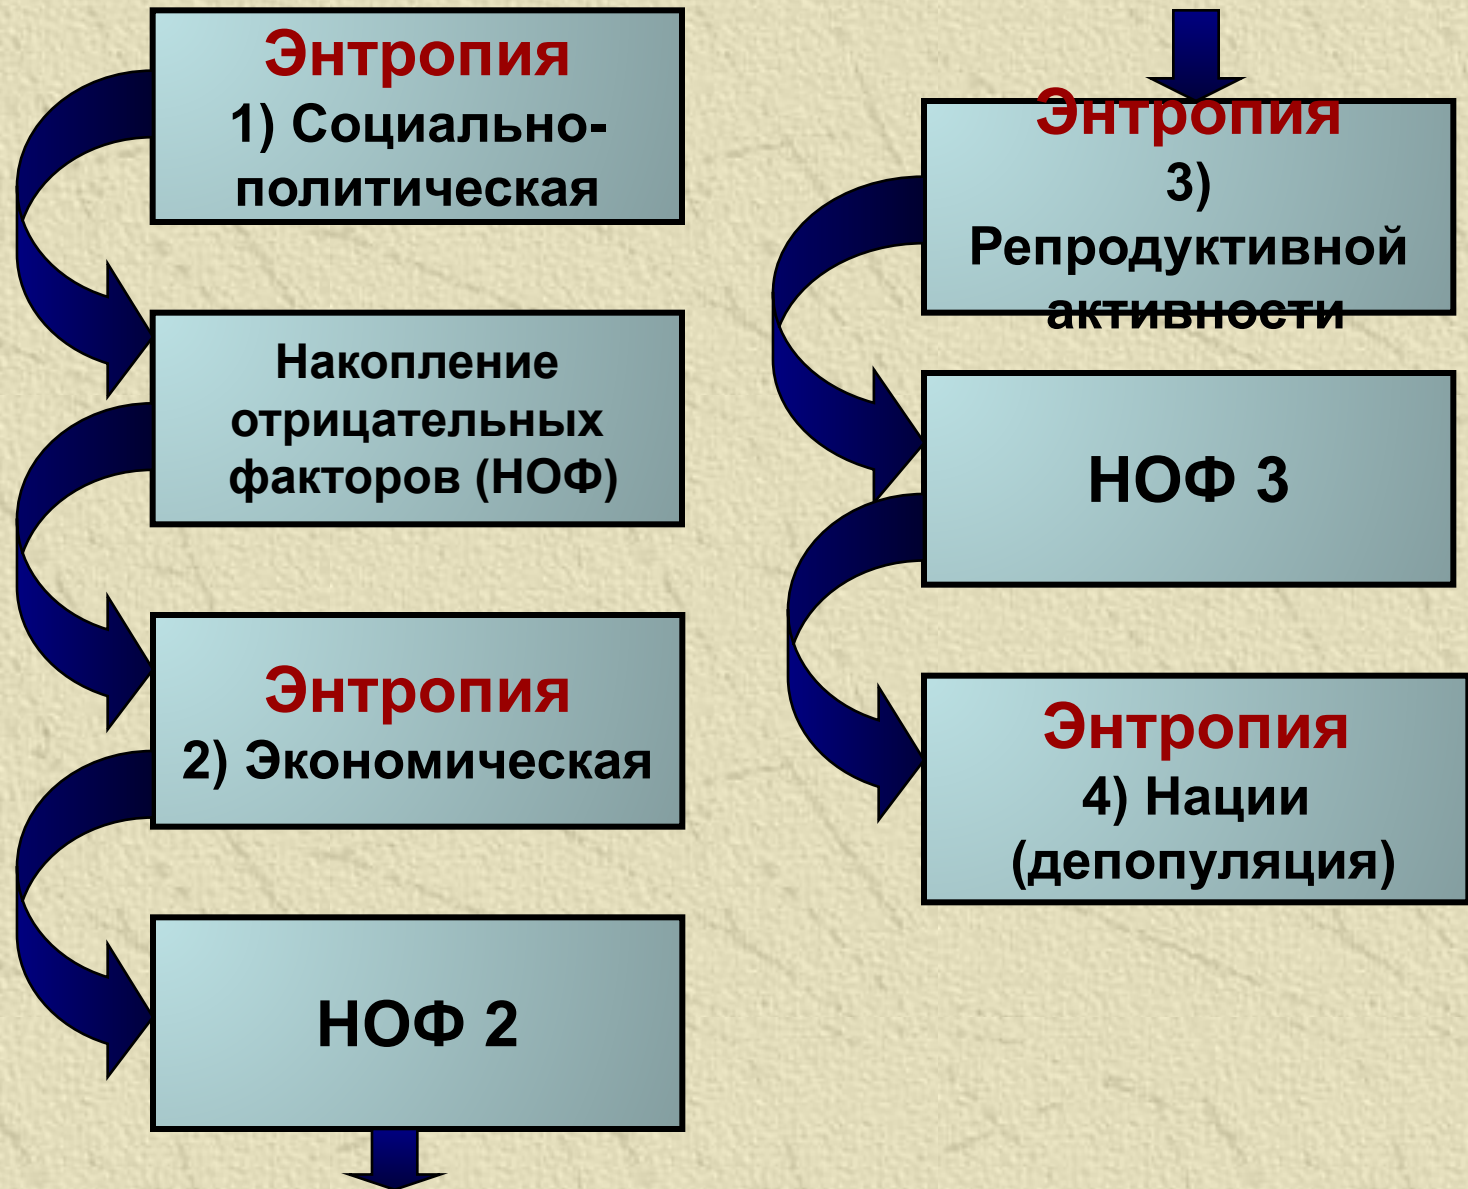 Энтропия
1) Социально-
политическая
Накопление
отрицательных
факторов (НОФ)
Энтропия
2) Экономическая
НОФ 2
Энтропия
3)
Репродуктивной
активности
НОФ 3
Энтропия
4) Нации
(депопуляция)